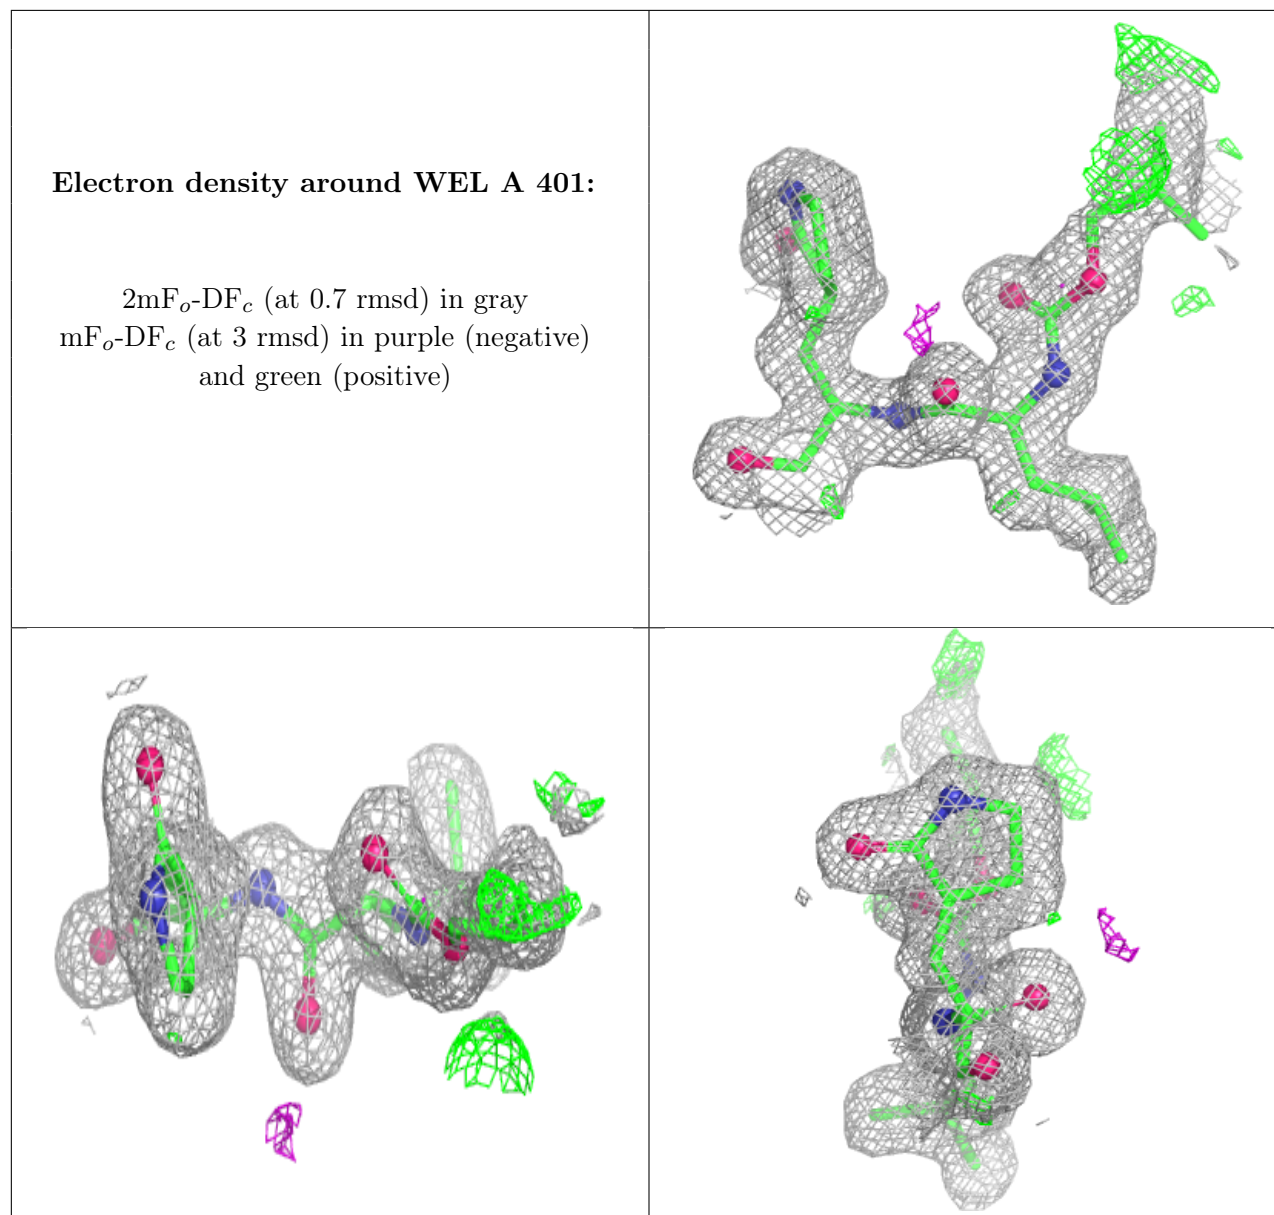 Electron density around WEL A 401:
2mFo-DFc (at 0.7 rmsd) in gray
mFo-DFc (at 3 rmsd) in purple (negative)
and green (positive)